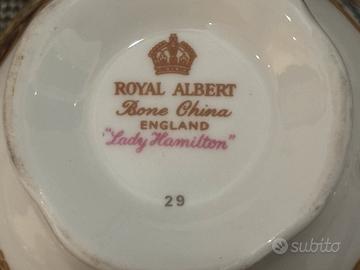 ROYAL ALBERT
Bone China
ENGLAND
"Lady Hamilton"
29
subito